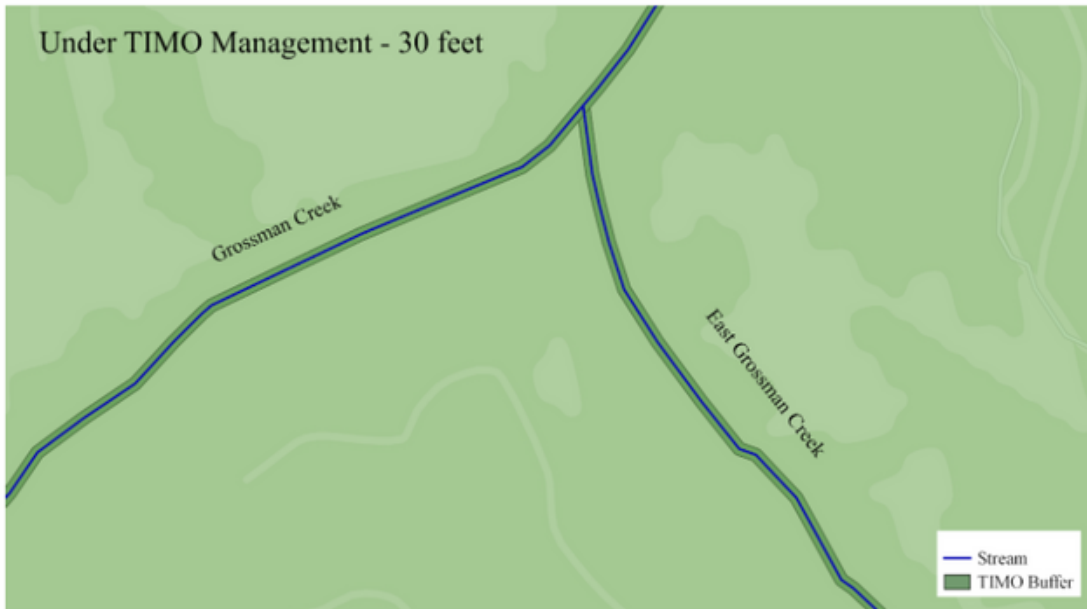 Under TIMO Management - 30 feet
Grossman Creek
East Grossman Creek
Stream
TIMO Buffer